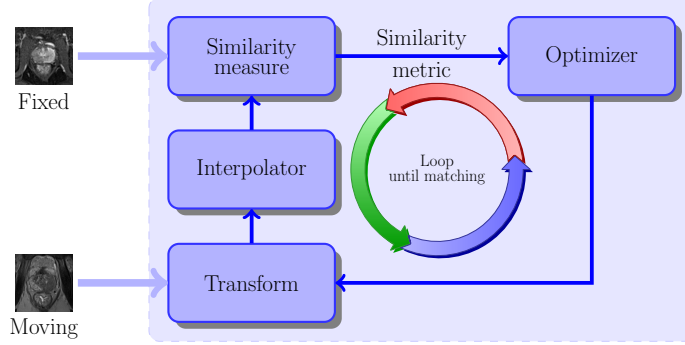 Similarity
measure
Similarity
metric
Optimizer
Fixed
Interpolator
Loop
until matching
Transform
Moving